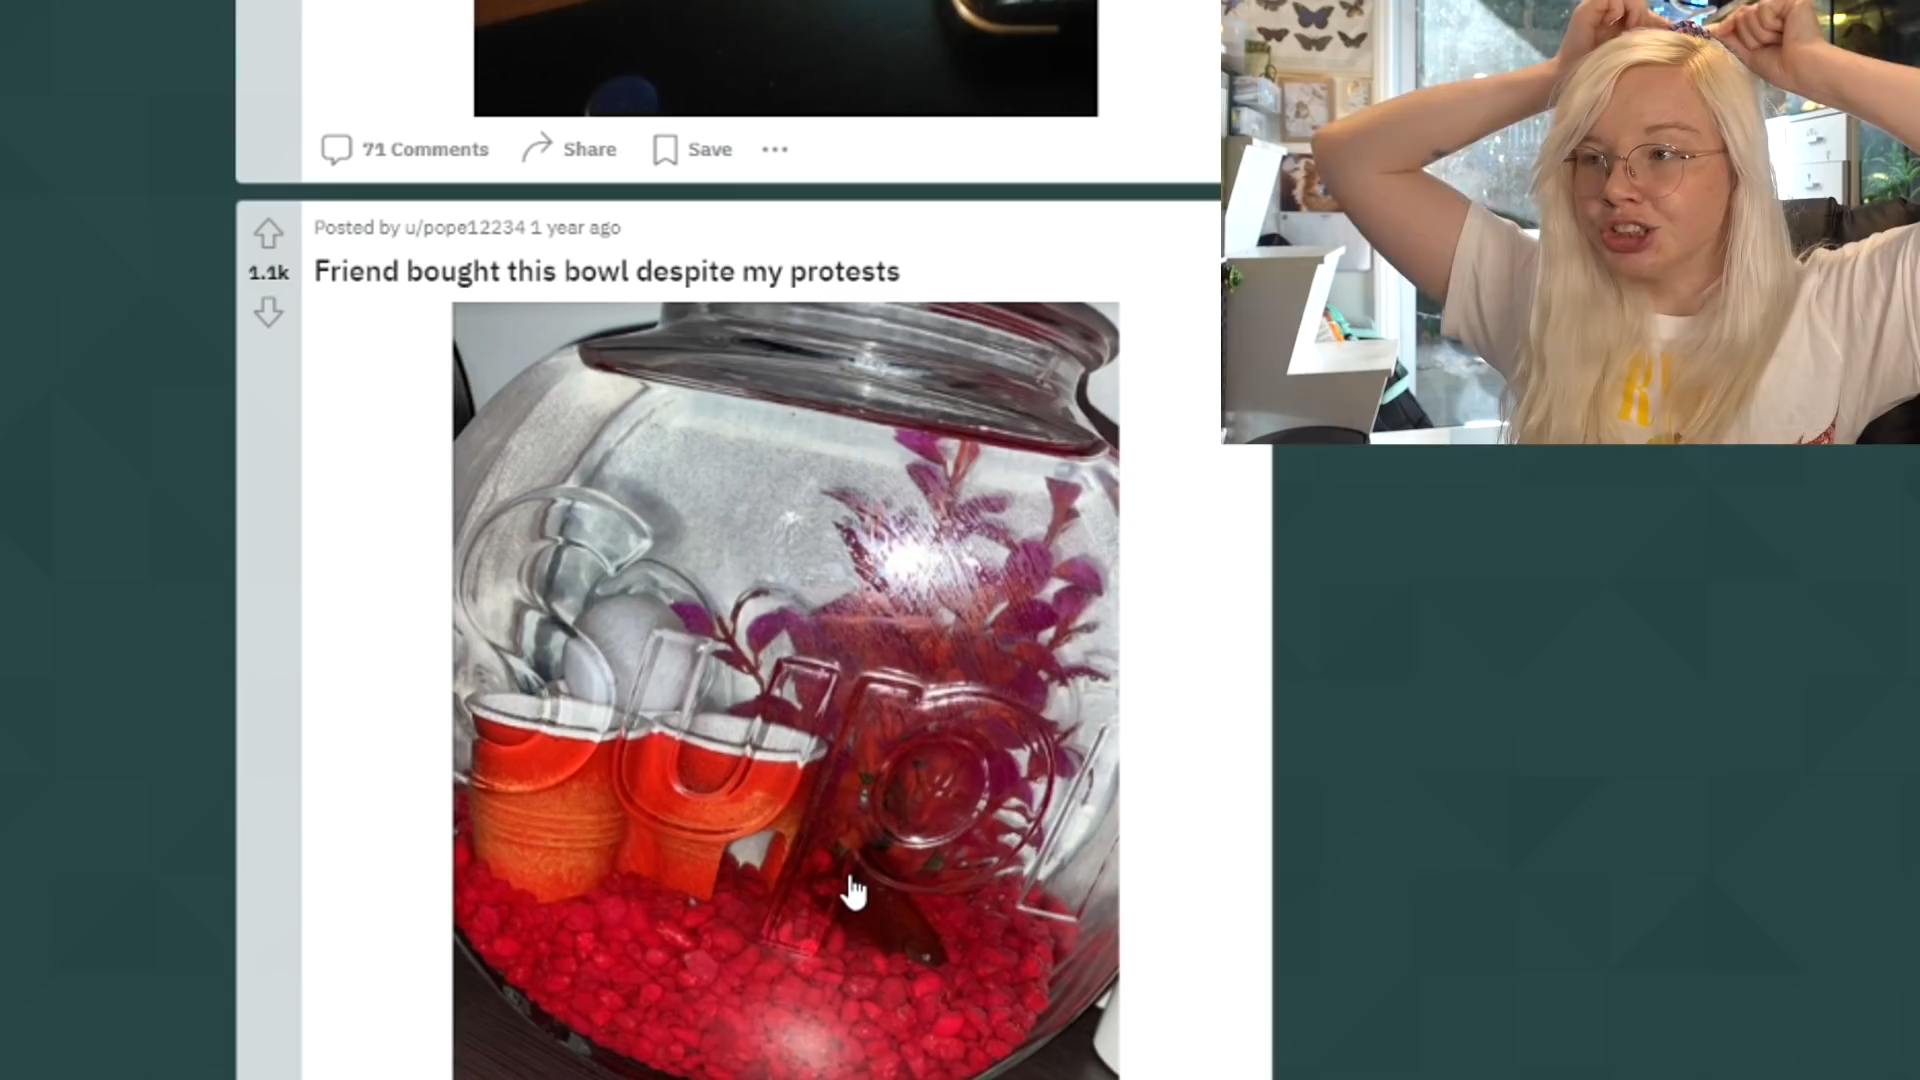 71 Comments Share Save
Posted by u/pope12234 1 year ago
1.1k
Friend bought this bowl despite my protests